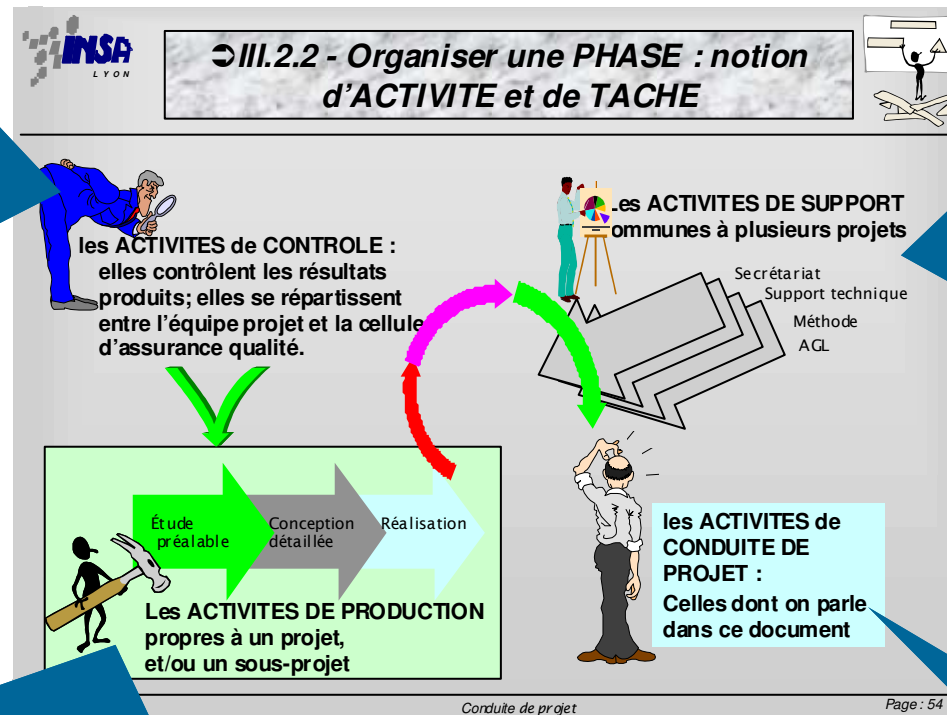 INSA
LYON
➲III.2.2 - Organiser une PHASE : notion
d'ACTIVITE et de TACHE
les ACTIVITES de CONTROLE :
elles contrôlent les résultats
produits; elles se répartissent
entre l'équipe projet et la cellule
d'assurance qualité.
es ACTIVITES DE SUPPORT
ommunes à plusieurs projets
Secrétariat
Support technique
Méthode
AGL
Étude
préalable
Conception
détaillée
Réalisation
Les ACTIVITES DE PRODUCTION
propres à un projet,
et/ou un sous-projet
les ACTIVITES de
CONDUITE DE
PROJET :
Celles dont on parle
dans ce document
Conduite de projet
Page : 54